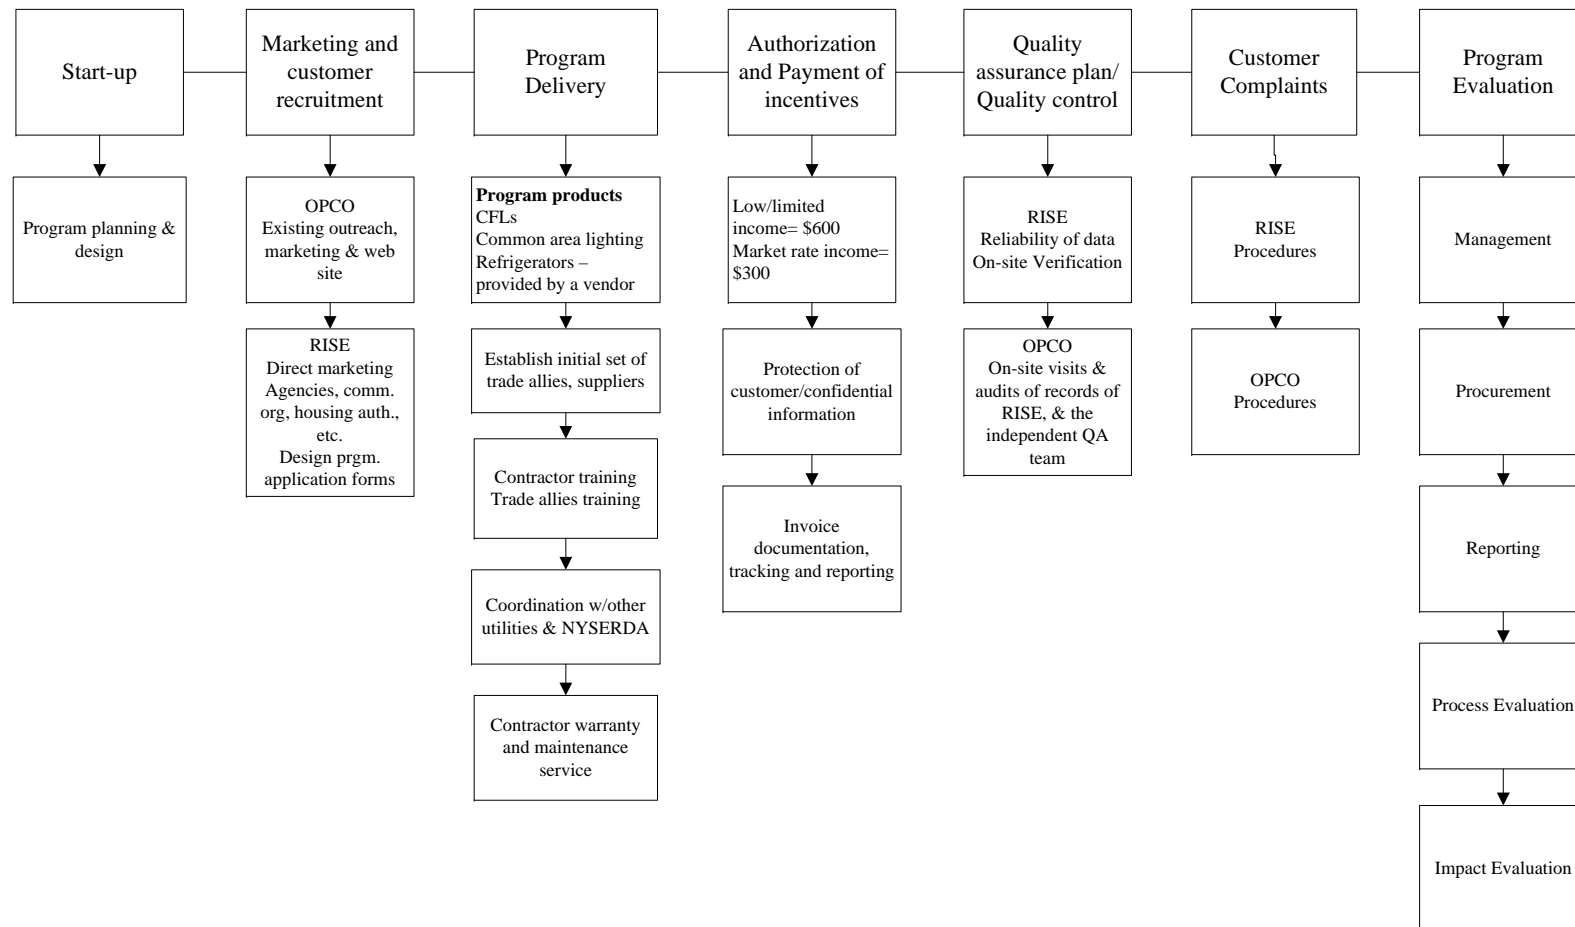 Start-up
Marketing and
customer
recruitment
Program
Delivery
Authorization
and Payment of
incentives
Quality
assurance plan/
Quality control
Customer
Complaints
Program
Evaluation
Program planning &
design
OPCO
Existing outreach,
marketing & web
site
RISE
Direct marketing
Agencies, comm.
org, housing auth.,
etc.
Design prgm.
application forms
Program products
CFLs
Common area lighting
Refrigerators –
provided by a vendor
Establish initial set of
trade allies, suppliers
Contractor training
Trade allies training
Coordination w/other
utilities & NYSERDA
Contractor warranty
and maintenance
service
Low/limited
income= $600
Market rate income=
$300
Protection of
customer/confidential
information
Invoice
documentation,
tracking and reporting
RISE
Reliability of data
On-site Verification
OPCO
On-site visits &
audits of records of
RISE, & the
independent QA
team
RISE
Procedures
OPCO
Procedures
Management
Procurement
Reporting
Process Evaluation
Impact Evaluation